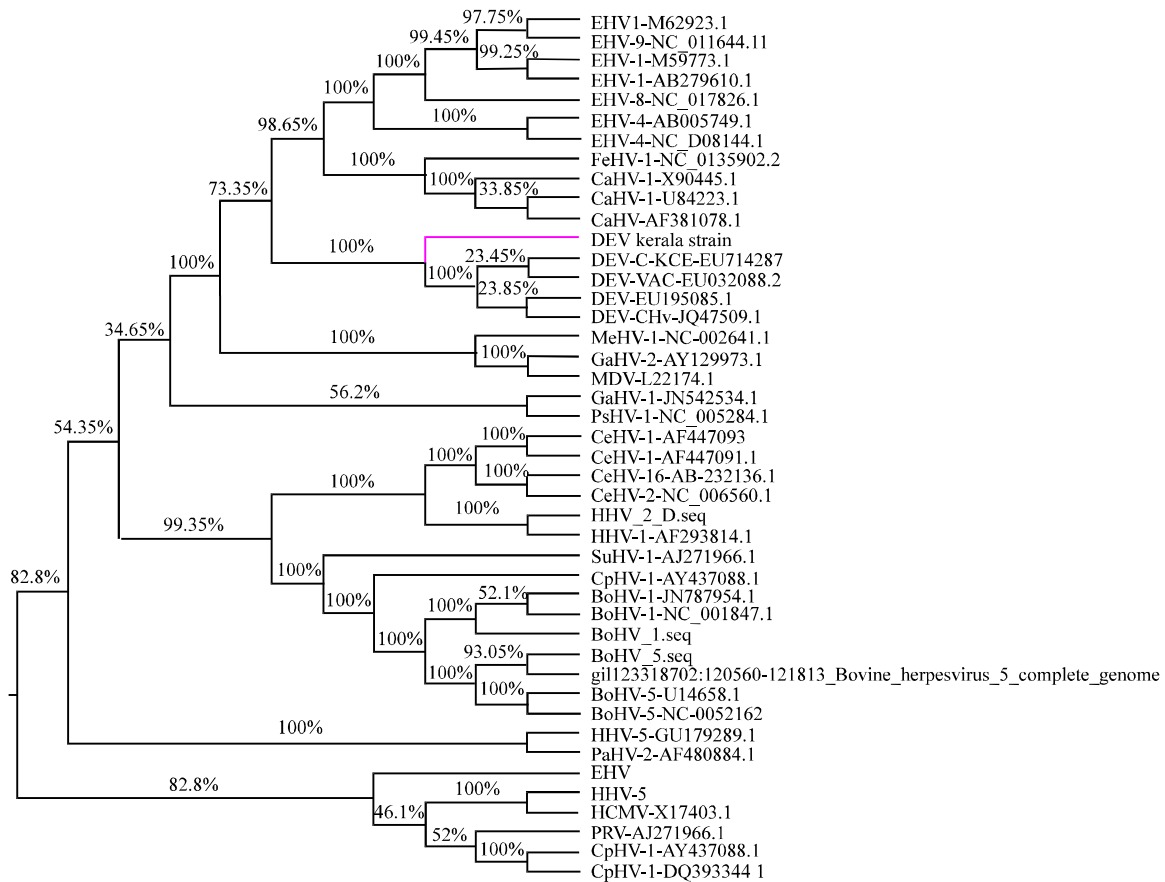 97.75%
EHV1-M62923.1
99.45%
EHV-9-NC_011644.11
99.25%
EHV-1-M59773.1
100%
EHV-1-AB279610.1
100%
EHV-8-NC_017826.1
98.65%
100%
EHV-4-AB005749.1
EHV-4-NC_D08144.1
100%
FeHV-1-NC_0135902.2
73.35%
100%
33.85%
CaHV-1-X90445.1
CaHV-1-U84223.1
CaHV-AF381078.1
100%
DEV kerala strain
100%
23.45%
DEV-C-KCE-EU714287
100%
DEV-VAC-EU032088.2
23.85%
DEV-EU195085.1
DEV-CHv-JQ47509.1
34.65%
100%
MeHV-1-NC-002641.1
100%
GaHV-2-AY129973.1
MDV-L22174.1
56.2%
GaHV-1-JN542534.1
PsHV-1-NC_005284.1
54.35%
100%
CeHV-1-AF447093
100%
CeHV-1-AF447091.1
100%
100%
CeHV-16-AB-232136.1
CeHV-2-NC_006560.1
100%
HHV_2_D.seq
99.35%
HHV-1-AF293814.1
SuHV-1-AJ271966.1
82.8%
100%
CpHV-1-AY437088.1
100%
52.1%
BoHV-1-JN787954.1
100%
BoHV-1-NC_001847.1
100%
BoHV_1.seq
93.05%
BoHV_5.seq
100%
gil123318702:120560-121813_Bovine_herpesvirus_5_complete_genome
100%
BoHV-5-U14658.1
BoHV-5-NC-0052162
100%
HHV-5-GU179289.1
PaHV-2-AF480884.1
82.8%
EHV
100%
HHV-5
46.1%
HCMV-X17403.1
52%
PRV-AJ271966.1
100%
CpHV-1-AY437088.1
CpHV-1-DQ393344 1